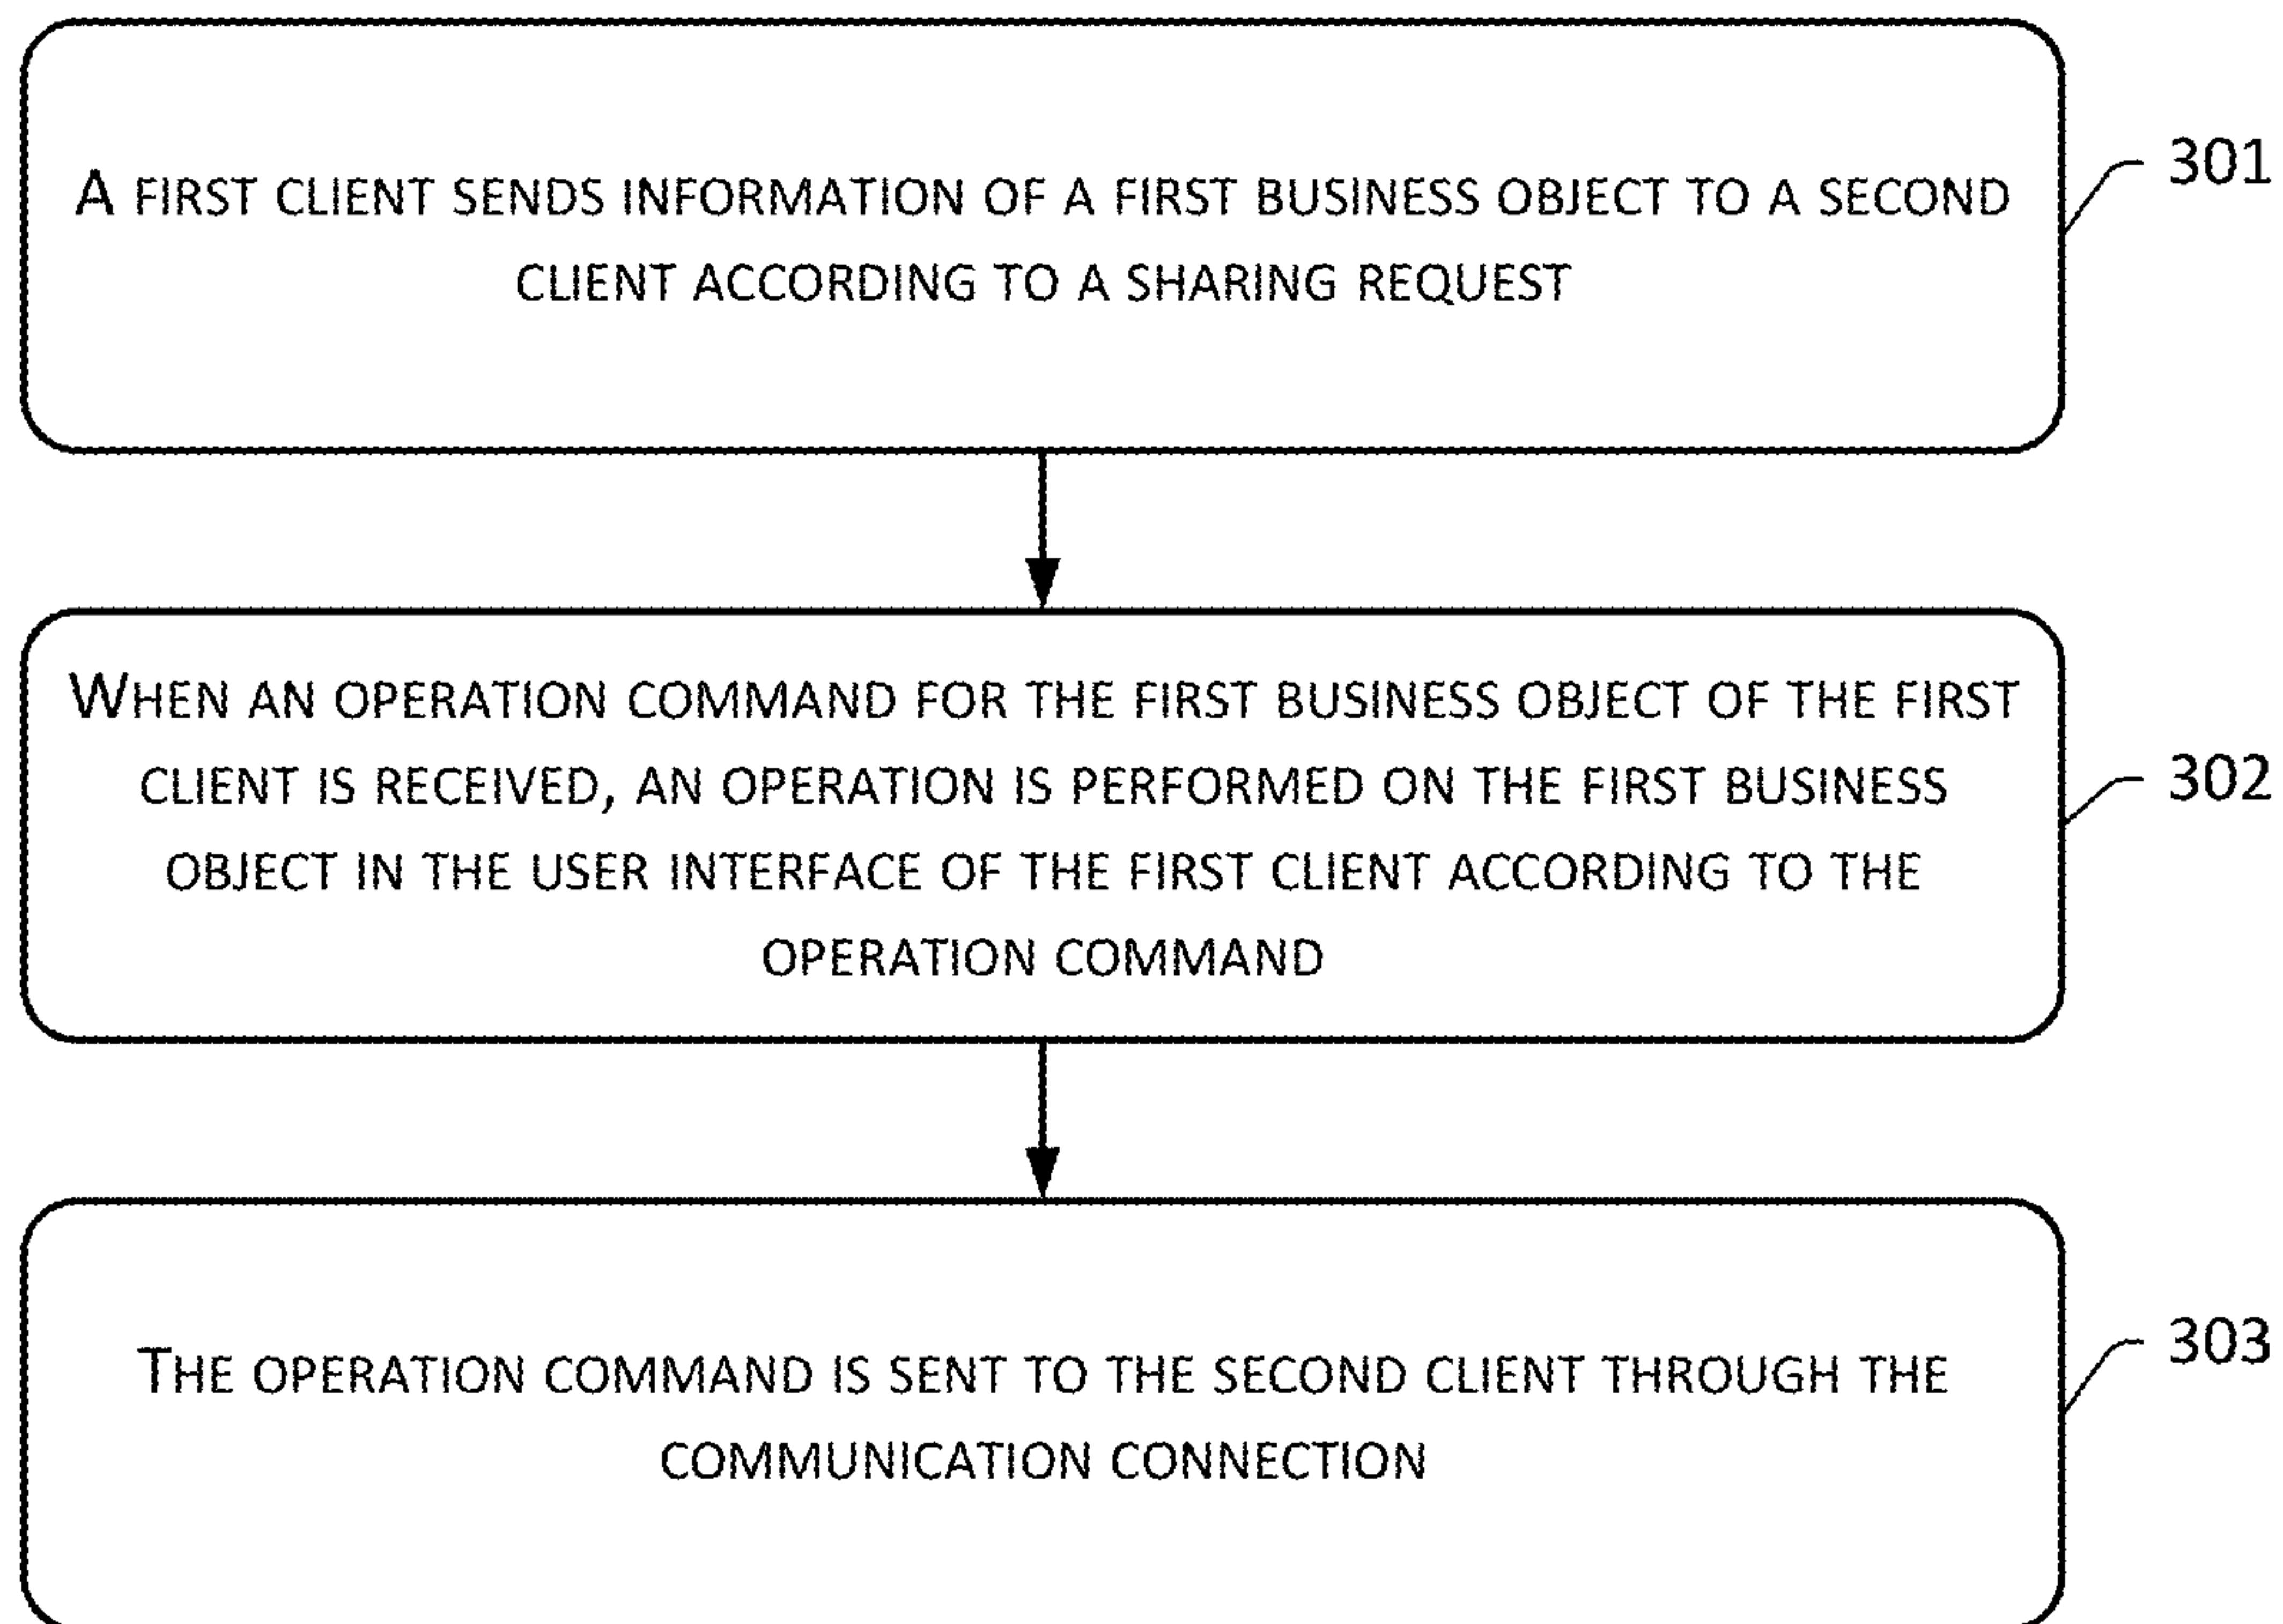 A FIRST CLIENT SENDS INFORMATION OF A FIRST BUSINESS OBJECT TO A SECOND
CLIENT ACCORDING TO A SHARING REQUEST
301
WHEN AN OPERATION COMMAND FOR THE FIRST BUSINESS OBJECT OF THE FIRST
CLIENT IS RECEIVED, AN OPERATION IS PERFORMED ON THE FIRST BUSINESS
OBJECT IN THE USER INTERFACE OF THE FIRST CLIENT ACCORDING TO THE
OPERATION COMMAND
302
THE OPERATION COMMAND IS SENT TO THE SECOND CLIENT THROUGH THE
COMMUNICATION CONNECTION
303